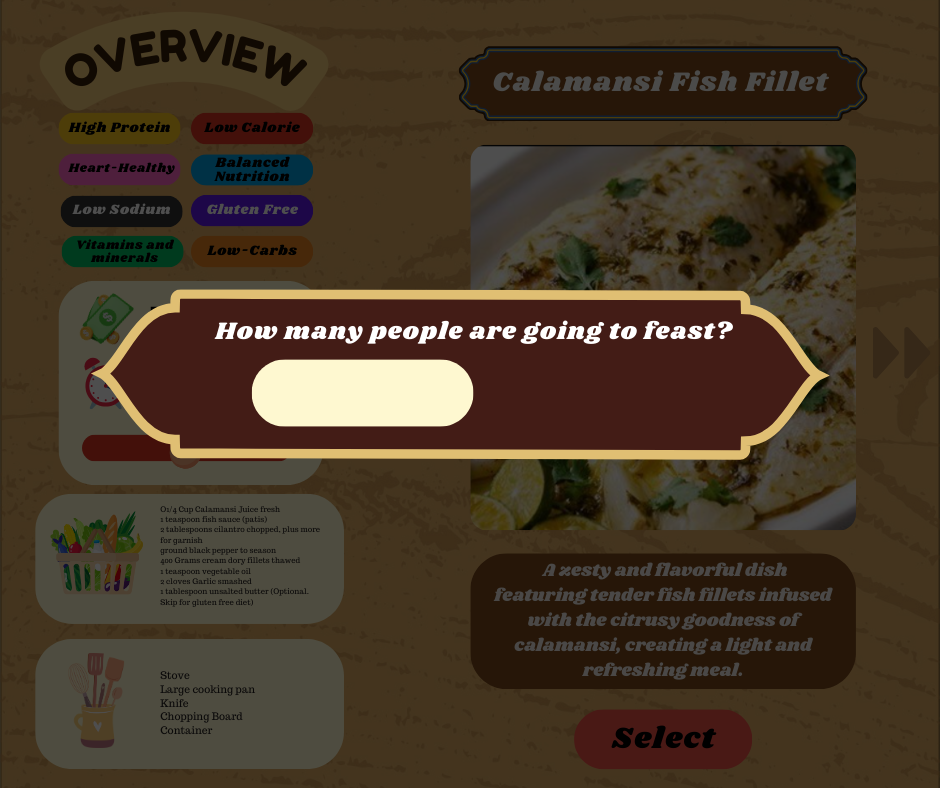 OVERVIEW
High Protein
Low Calorie
Heart-Healthy
Balanced
Nutrition
Low Sodium
Gluten Free
Vitamins and
minerals
Low-Carbs
O1/4 Cup Calamansi Juice fresh
1 teaspoon fish sauce (patis)
2 tablespoons cilantro chopped, plus more
for garnish
ground black pepper to season
400 Grams cream dory fillets thawed
1 teaspoon vegetable oil
2 cloves Garlic smashed
1 tablespoon unsalted butter (Optional.
Skip for gluten free diet)
Stove
Large cooking pan
Knife
Chopping Board
Container
Calamansi Fish Fillet
How many people are going to feast?
A zesty and flavorful dish
featuring tender fish fillets infused
with the citrusy goodness of
calamansi, creating a light and
refreshing meal.
Select